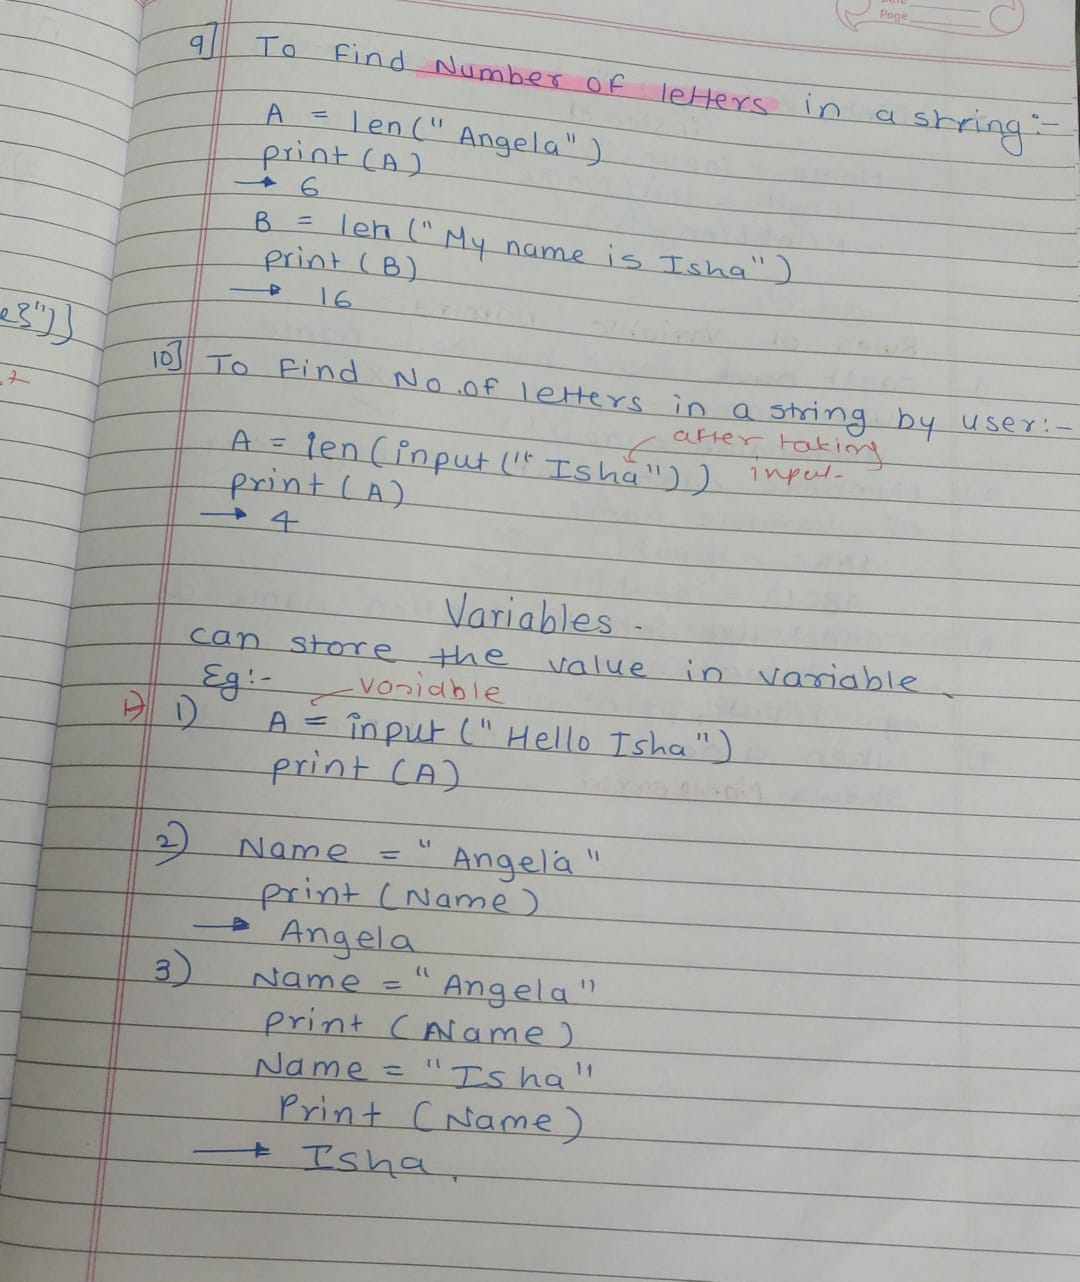 Page
9] To Find Number of letters in a string:-
A = len(" Angela")
print (A)
→ 6
B = len (" My name is Isha")
print (B)
→ 16
e3")]
10] To Find No.of letters in a string by user:-
after taking
A = len(input("Isha")) input-
print (A)
→ 4
Variables.
can store the value in variable.
Eg:-
variable
1) A = input ("Hello Isha")
print (A)
2) Name = "Angela"
print (Name)
→ Angela
3) Name = "Angela"
print (Name)
Name = "Isha"
Print (Name)
→ Isha.